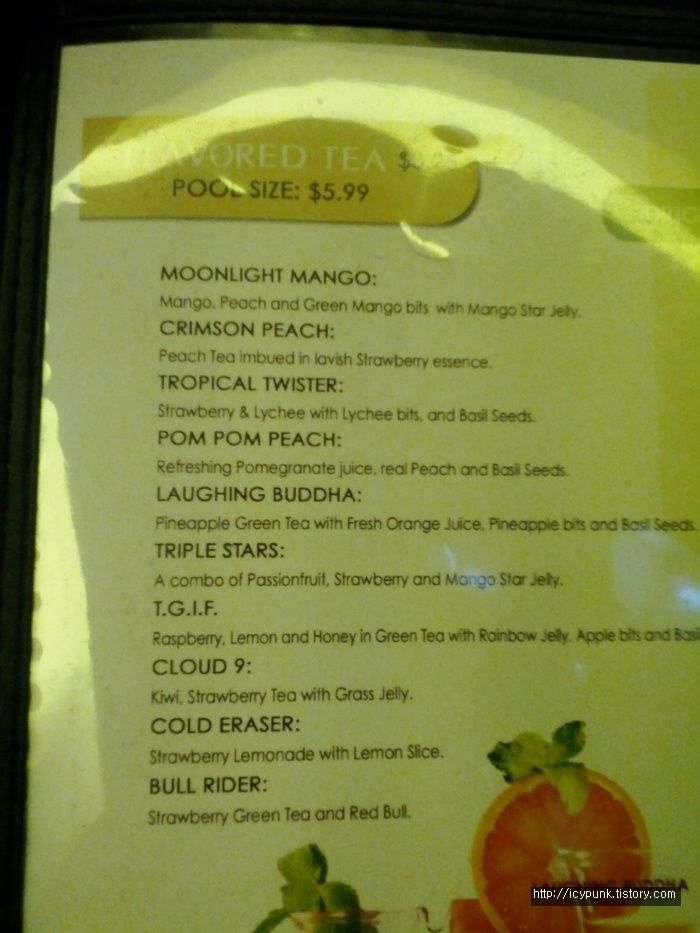 FLAVORED TEA
POOL SIZE: $5.99
MOONLIGHT MANGO:
Mango, Peach and Green Mango bits with Mango Star Jelly.
CRIMSON PEACH:
Peach Tea imbued in lavish Strawberry essence.
TROPICAL TWISTER:
Strawberry & Lychee with Lychee bits, and Basil Seeds.
POM POM PEACH:
Refreshing Pomegranate juice, real Peach and Basil Seeds.
LAUGHING BUDDHA:
Pineapple Green Tea with Fresh Orange Juice, Pineapple bits and Basil Seeds.
TRIPLE STARS:
A combo of Passionfruit, Strawberry and Mango Star Jelly.
T.G.I.F.
Raspberry, Lemon and Honey in Green Tea with Rainbow Jelly, Apple bits and Basi
CLOUD 9:
Kiwi, Strawberry Tea with Grass Jelly.
COLD ERASER:
Strawberry Lemonade with Lemon Slice.
BULL RIDER:
Strawberry Green Tea and Red Bull.
LAUGHING BUDDHA
http://icypunk.tistory.com